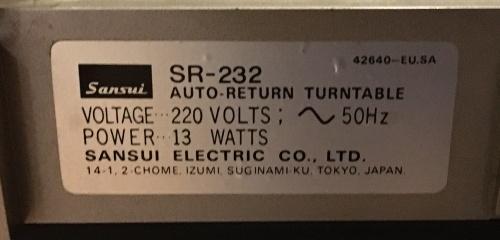 42640-EU.SA
Sansui SR-232
AUTO-RETURN TURNTABLE
VOLTAGE···220 VOLTS; ∿ 50Hz
POWER···13 WATTS
SANSUI ELECTRIC CO., LTD.
14-1, 2-CHOME, IZUMI, SUGINAMI-KU, TOKYO, JAPAN.